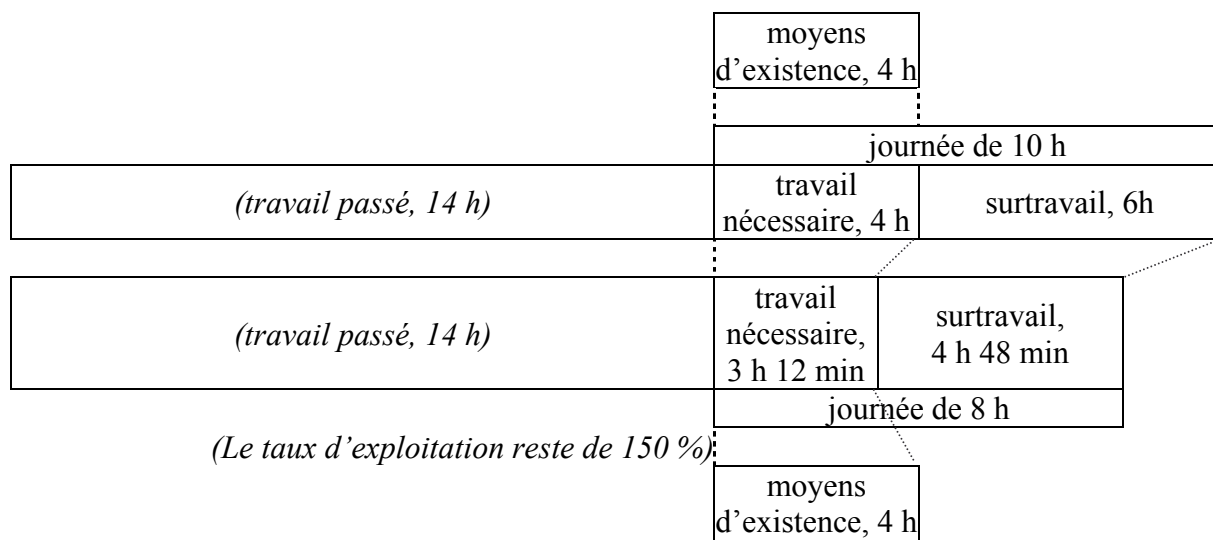 moyens
d’existence, 4 h
journée de 10 h
(travail passé, 14 h)
travail
nécessaire, 4 h
surtravail, 6h
(travail passé, 14 h)
travail
nécessaire,
3 h 12 min
surtravail,
4 h 48 min
journée de 8 h
(Le taux d’exploitation reste de 150 %)
moyens
d’existence, 4 h